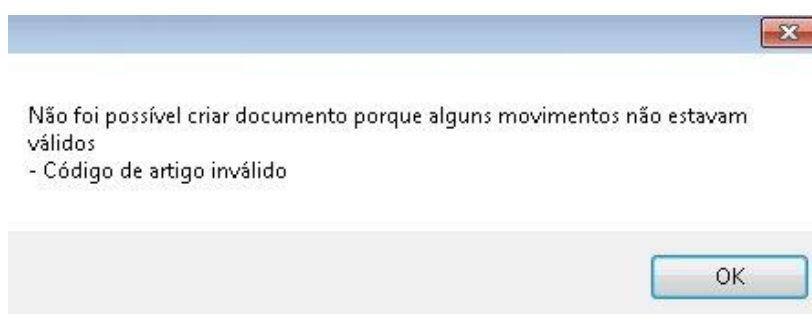 Não foi possível criar documento porque alguns movimentos não estavam
válidos
- Código de artigo inválido
OK